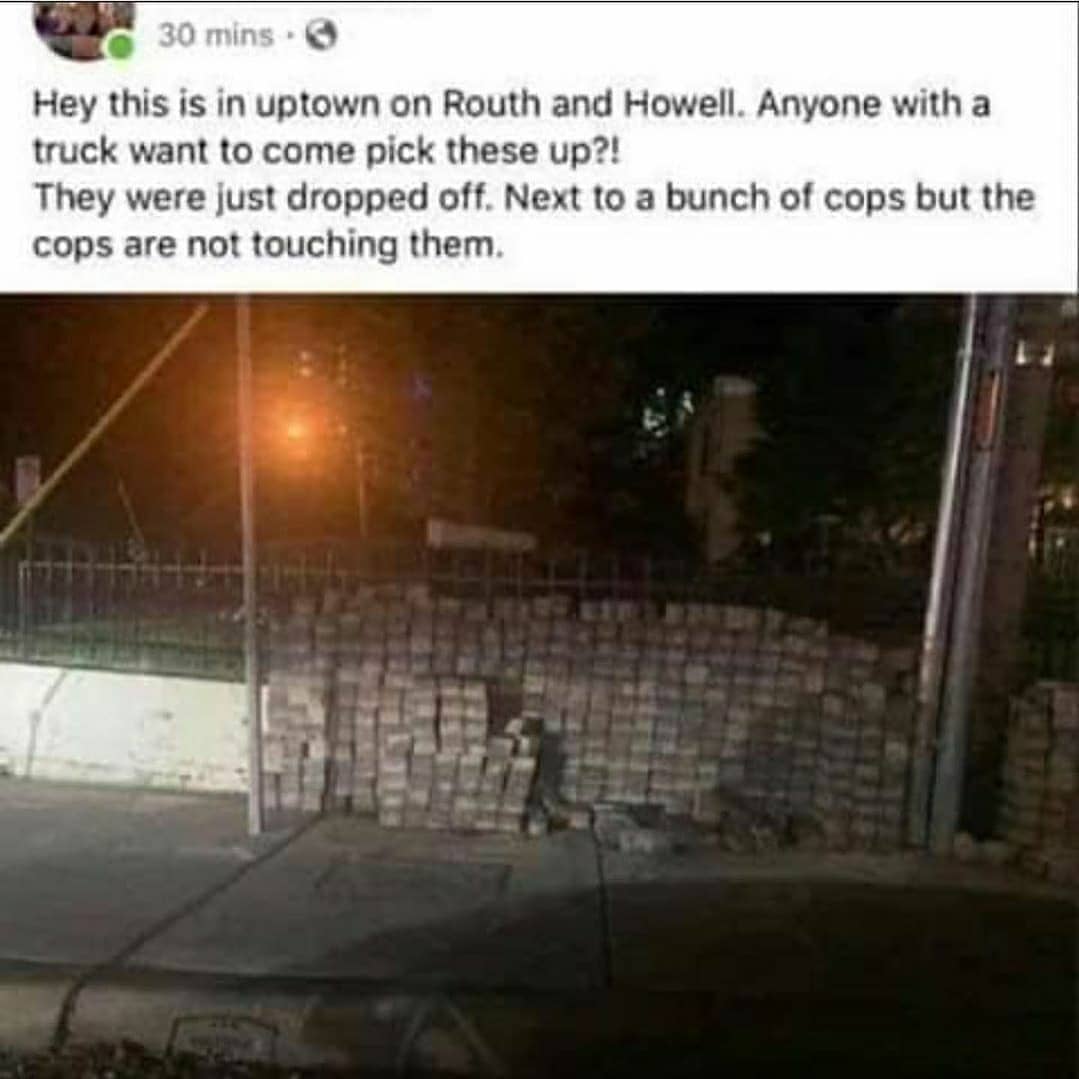 30 mins ·
Hey this is in uptown on Routh and Howell. Anyone with a
truck want to come pick these up?!
They were just dropped off. Next to a bunch of cops but the
cops are not touching them.